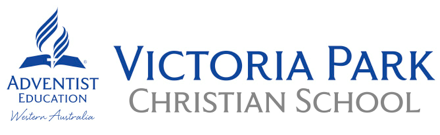 ADVENTIST
EDUCATION
Western Australia
VICTORIA PARK
CHRISTIAN SCHOOL